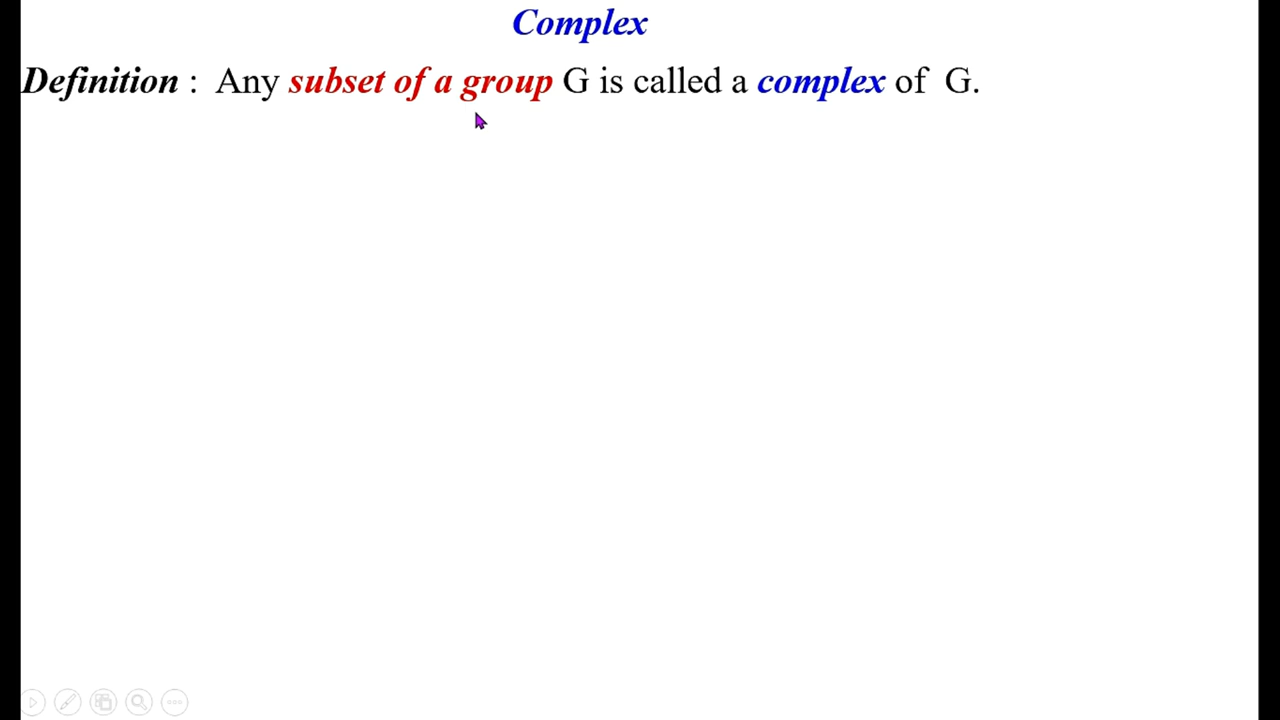 Complex
Definition : Any subset of a group G is called a complex of G.